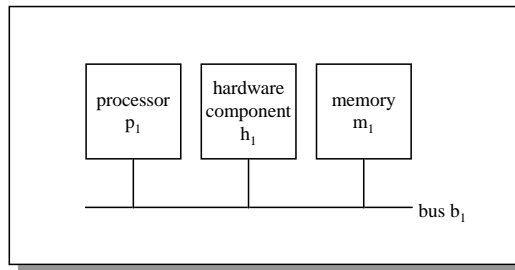 processor
p₁
hardware
component
h₁
memory
m₁
bus b₁